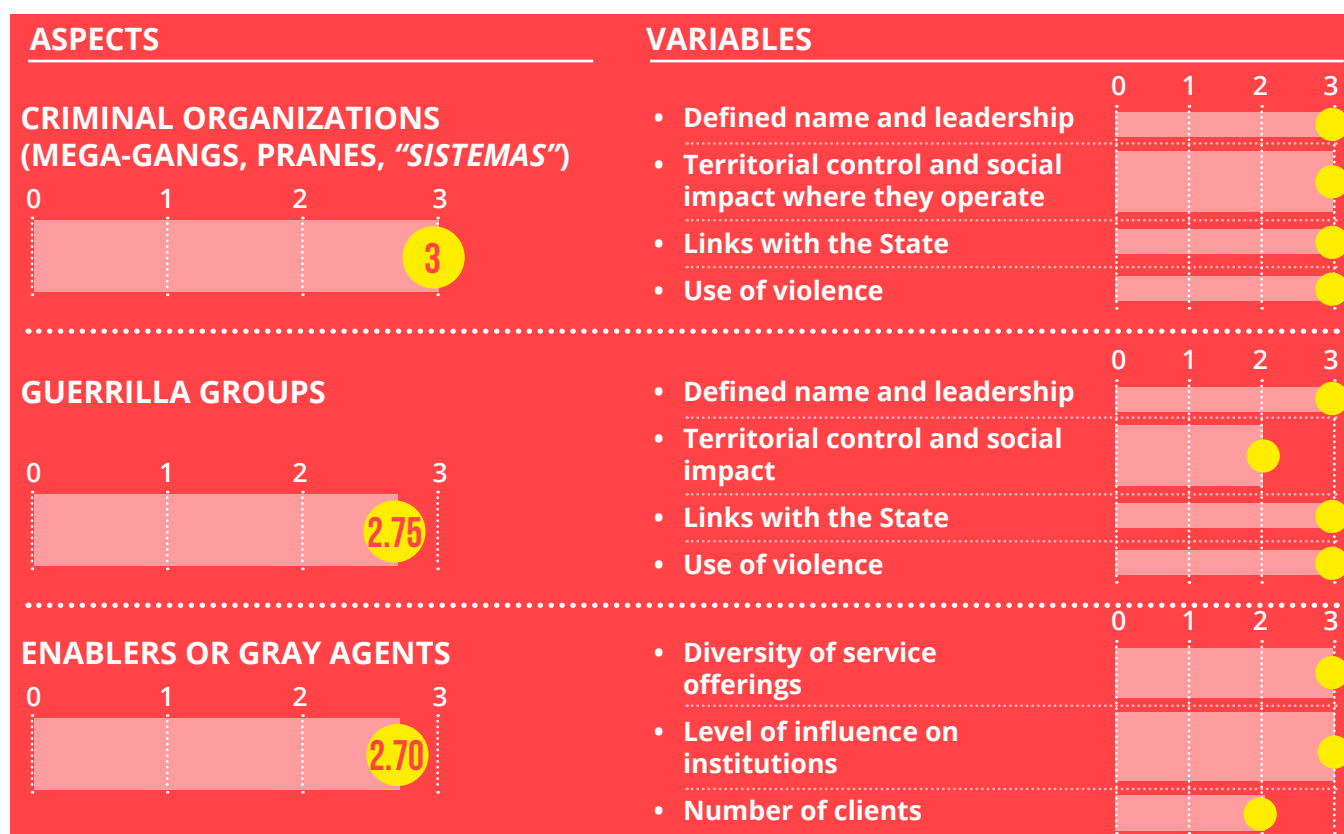 ASPECTS
VARIABLES
CRIMINAL ORGANIZATIONS
(MEGA-GANGS, PRANES, “SISTEMAS”)
0 1 2 3
3
0 1 2 3
• Defined name and leadership
• Territorial control and social
impact where they operate
• Links with the State
• Use of violence
GUERRILLA GROUPS
0 1 2 3
2.75
0 1 2 3
• Defined name and leadership
• Territorial control and social
impact
• Links with the State
• Use of violence
ENABLERS OR GRAY AGENTS
0 1 2 3
2.70
0 1 2 3
• Diversity of service
offerings
• Level of influence on
institutions
• Number of clients